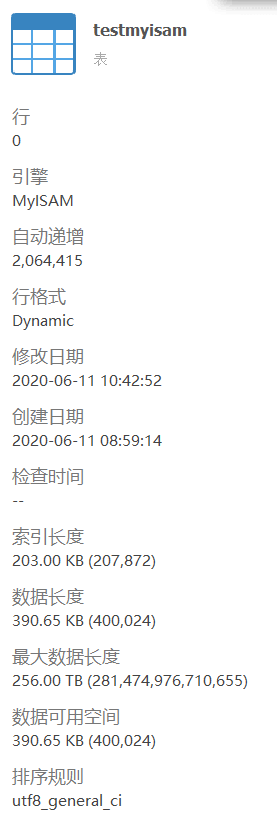 testmyisam
表
行
0
引擎
MyISAM
自动递增
2,064,415
行格式
Dynamic
修改日期
2020-06-11 10:42:52
创建日期
2020-06-11 08:59:14
检查时间
--
索引长度
203.00 KB (207,872)
数据长度
390.65 KB (400,024)
最大数据长度
256.00 TB (281,474,976,710,655)
数据可用空间
390.65 KB (400,024)
排序规则
utf8_general_ci